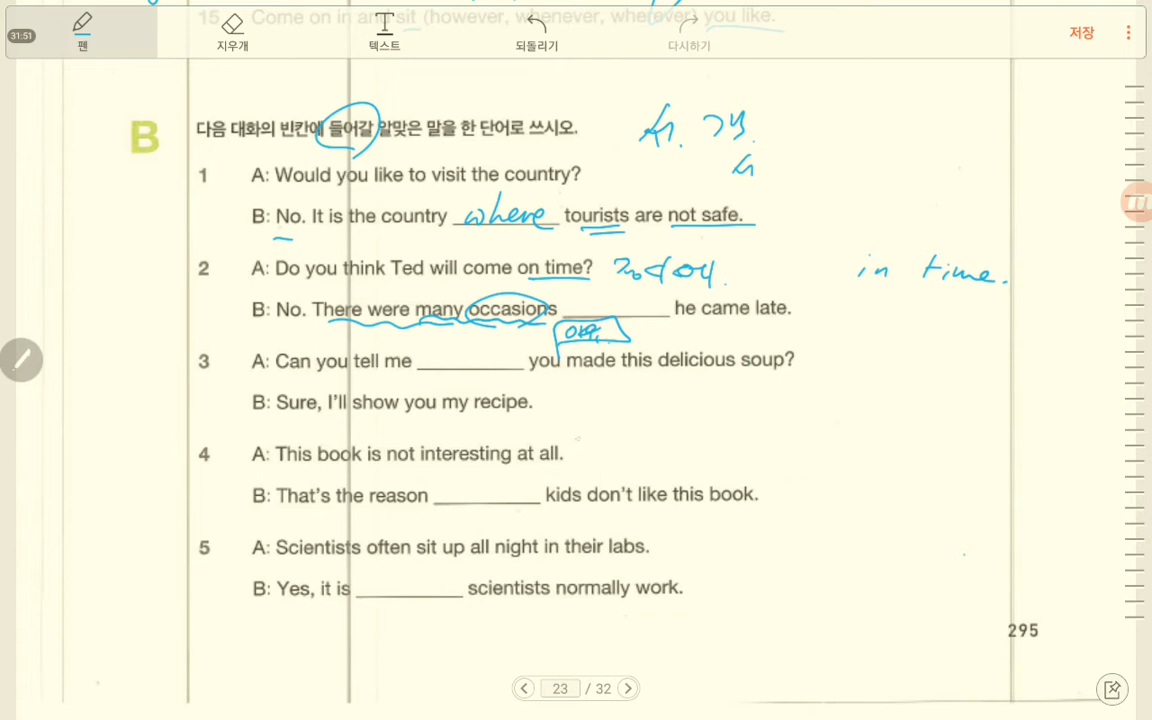 15 Come on in and sit (however, whenever, wherever) you like.
31:51
펜
지우개
텍스트
되돌리기
다시하기
저장
B 다음 대화의 빈칸에 들어갈 알맞은 말을 한 단어로 쓰시오.
1 A: Would you like to visit the country?
B: No. It is the country where tourists are not safe.
2 A: Do you think Ted will come on time? in time.
B: No. There were many occasions __________ he came late.
3 A: Can you tell me __________ you made this delicious soup?
B: Sure, I'll show you my recipe.
4 A: This book is not interesting at all.
B: That's the reason __________ kids don't like this book.
5 A: Scientists often sit up all night in their labs.
B: Yes, it is __________ scientists normally work.
295
23 / 32